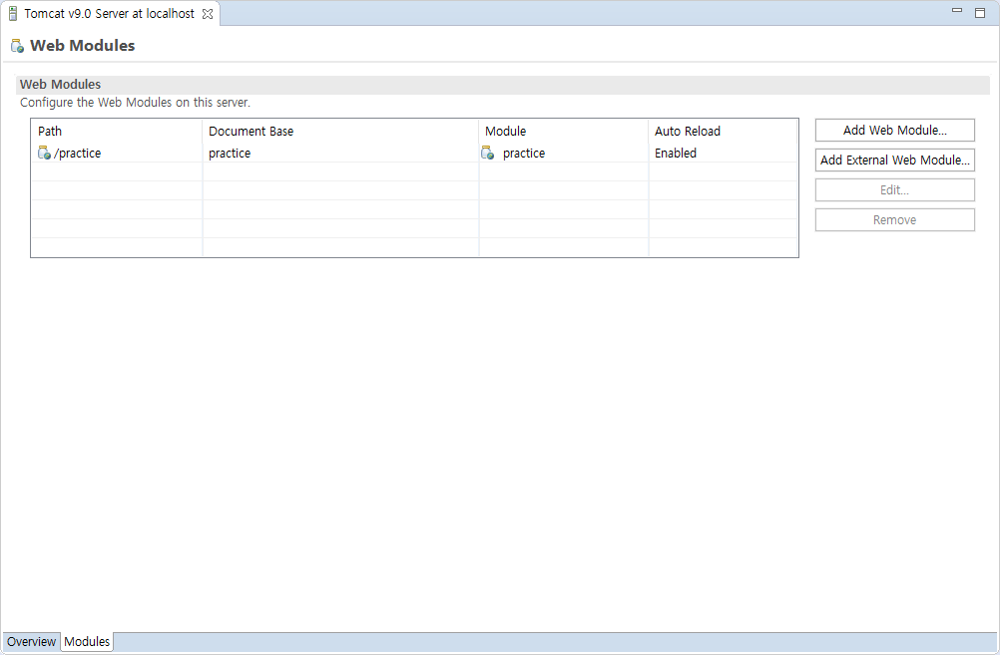 Tomcat v9.0 Server at localhost
Web Modules
Web Modules
Configure the Web Modules on this server.
Path Document Base Module Auto Reload
/practice practice practice Enabled
Add Web Module...
Add External Web Module...
Edit...
Remove
Overview Modules